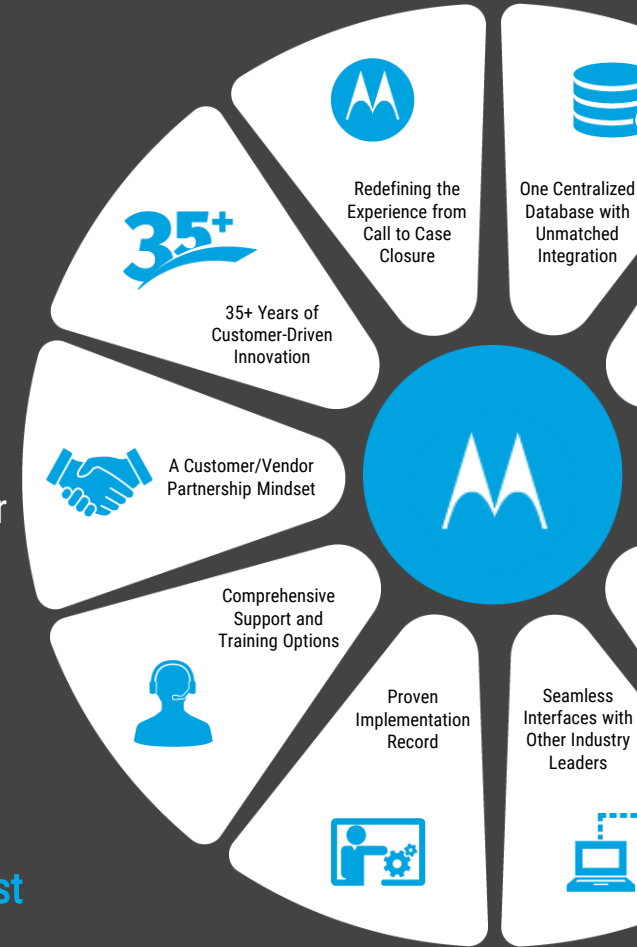 Redefining the
Experience from
Call to Case
Closure
One Centralized
Database with
Unmatched
Integration
35+
35+ Years of
Customer-Driven
Innovation
A Customer/Vendor
Partnership Mindset
Comprehensive
Support and
Training Options
Proven
Implementation
Record
Seamless
Interfaces with
Other Industry
Leaders